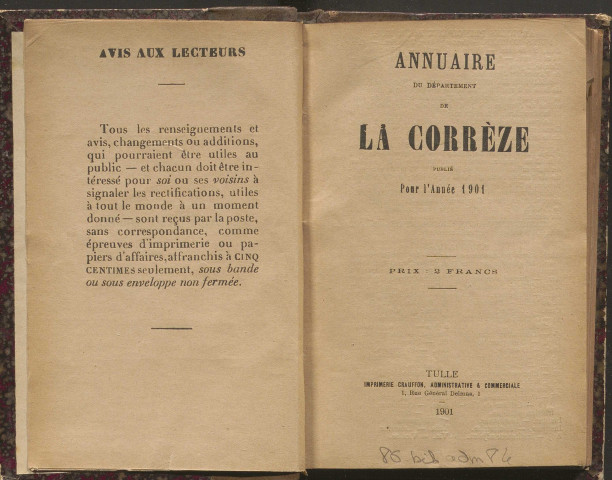 AVIS AUX LECTEURS
Tous les renseignements et
avis, changements ou additions,
qui pourraient être utiles au
public — et chacun doit être in-
téressé pour soi ou ses voisins à
signaler les rectifications, utiles
à tout le monde à un moment
donné — sont reçus par la poste,
sans correspondance, comme
épreuves d'imprimerie ou pa-
piers d'affaires, affranchis à CINQ
CENTIMES seulement, sous bande
ou sous enveloppe non fermée.
ANNUAIRE
DU DÉPARTEMENT
DE
LA CORRÈZE
PUBLIÉ
Pour l'Année 1901
PRIX : 2 FRANCS
TULLE
IMPRIMERIE CRAUFFON, ADMINISTRATIVE & COMMERCIALE
1, Rue Général Delmas, 1
1901
85 bib